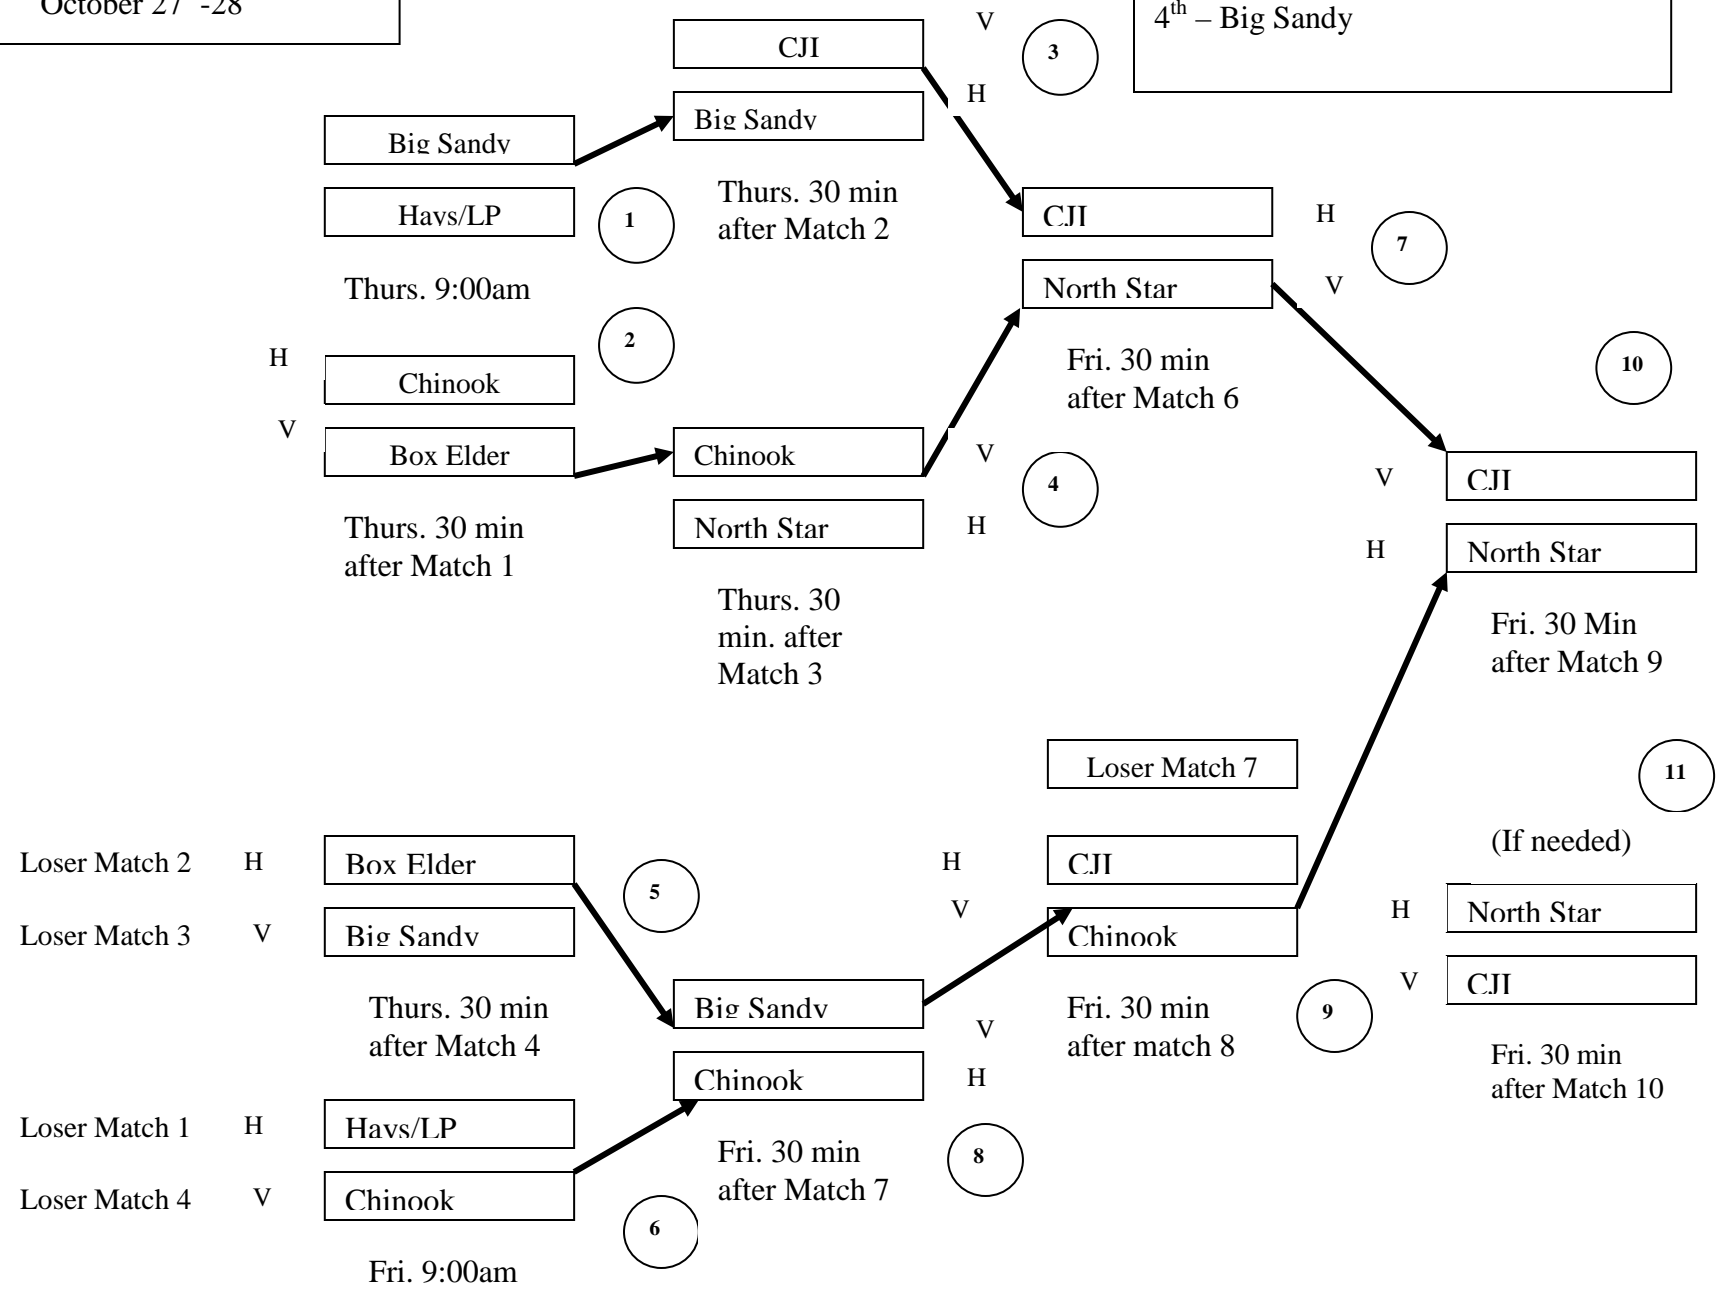 October 27 -28
4th – Big Sandy
V
CJI
3
H
Big Sandy
Big Sandy
Hays/LP
1
Thurs. 9:00am
Thurs. 30 min
after Match 2
CJI
H
7
North Star
V
Fri. 30 min
after Match 6
2
H
Chinook
V
Box Elder
Thurs. 30 min
after Match 1
Chinook
V
4
North Star
H
Thurs. 30
min. after
Match 3
10
V
CJI
H
North Star
Fri. 30 Min
after Match 9
Loser Match 7
11
(If needed)
Loser Match 2
H
Box Elder
5
Loser Match 3
V
Big Sandy
Thurs. 30 min
after Match 4
H
CJI
V
Chinook
Fri. 30 min
after match 8
9
H
North Star
V
CJI
Fri. 30 min
after Match 10
Big Sandy
V
Chinook
H
Fri. 30 min
after Match 7
8
Loser Match 1
H
Hays/LP
Loser Match 4
V
Chinook
6
Fri. 9:00am